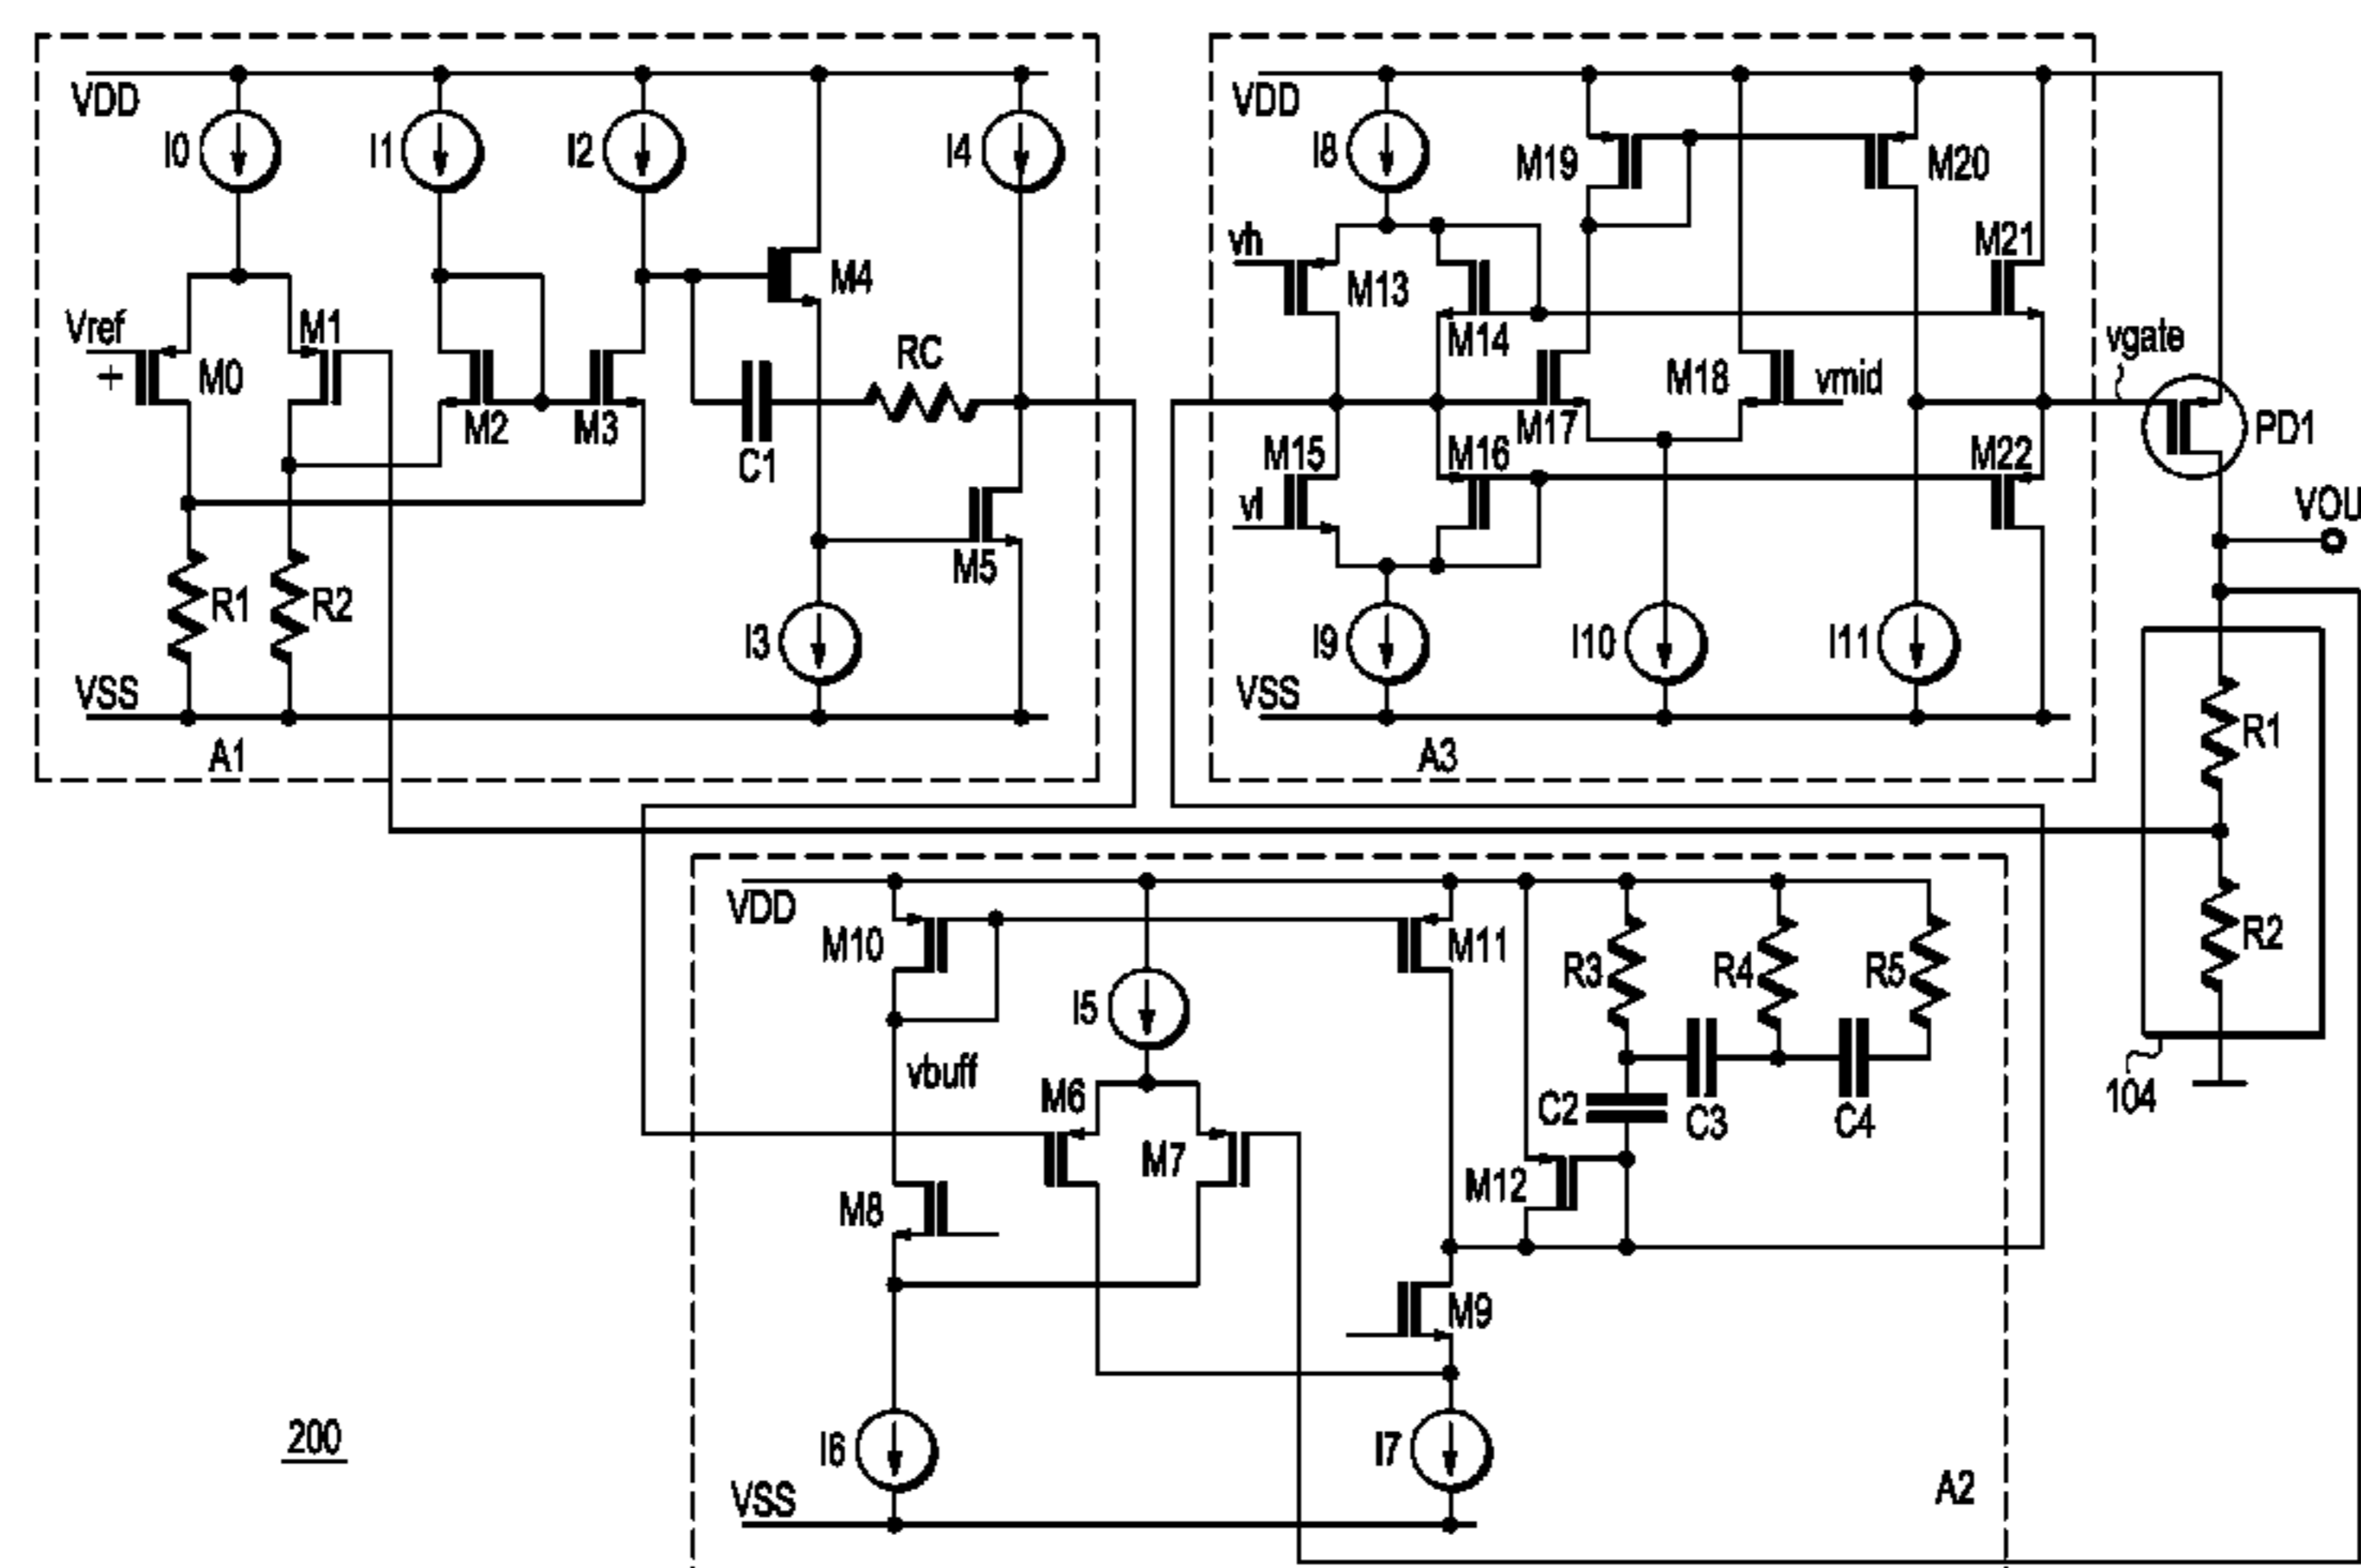 VDD
I0
I1
I2
I4
Vref
+
M0
M1
M2
M3
M4
RC
C1
M5
R1
R2
I3
VSS
A1
VDD
I8
M19
M20
vh
M13
M14
M21
M17
M18
vmid
vgate
PD1
M15
M16
M22
vl
VOU
I9
I10
I11
VSS
A3
R1
R2
104
VDD
M10
M11
R3
R4
R5
I5
vbuff
M6
M7
C2
C3
C4
M8
M12
M9
I6
I7
VSS
A2
200